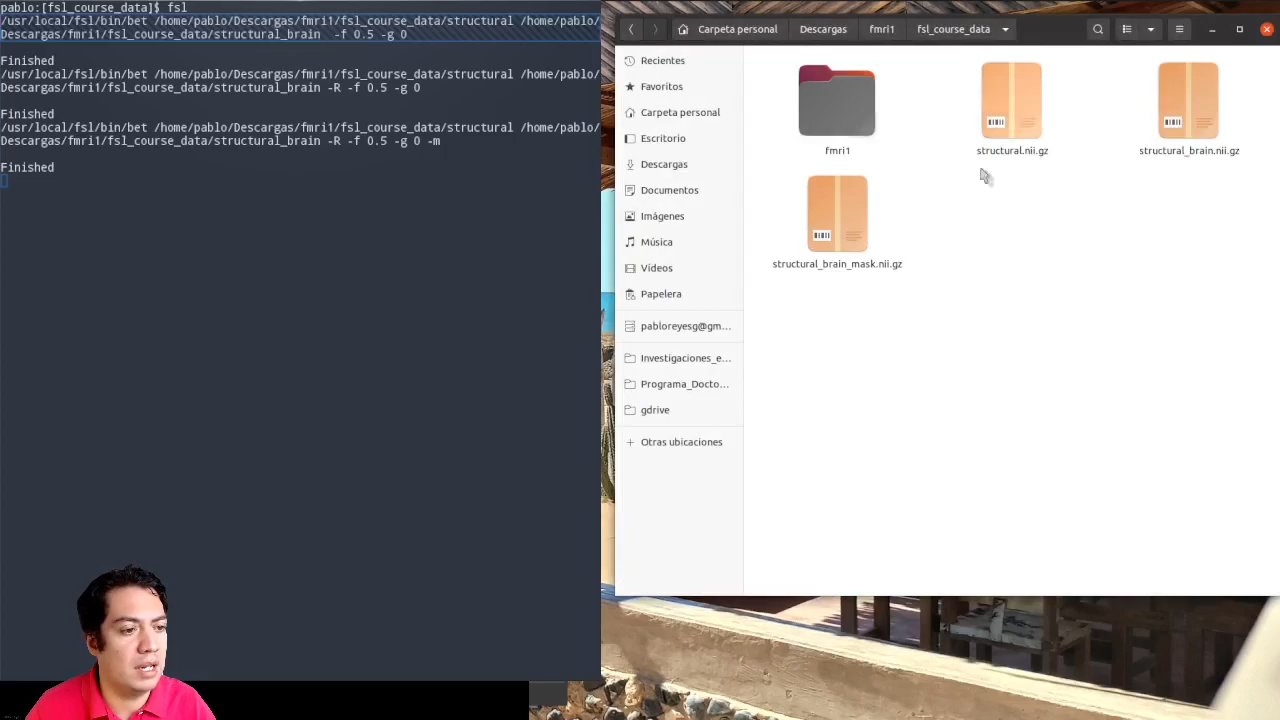 pablo:[fsl_course_data]$ fsl
/usr/local/fsl/bin/bet /home/pablo/Descargas/fmri1/fsl_course_data/structural /home/pablo/
Descargas/fmri1/fsl_course_data/structural_brain  -f 0.5 -g 0
Finished
/usr/local/fsl/bin/bet /home/pablo/Descargas/fmri1/fsl_course_data/structural /home/pablo/
Descargas/fmri1/fsl_course_data/structural_brain -R -f 0.5 -g 0
Finished
/usr/local/fsl/bin/bet /home/pablo/Descargas/fmri1/fsl_course_data/structural /home/pablo/
Descargas/fmri1/fsl_course_data/structural_brain -R -f 0.5 -g 0 -m
Finished
Carpeta personal
Descargas
fmri1
fsl_course_data
Recientes
Favoritos
Carpeta personal
Escritorio
Descargas
Documentos
Imágenes
Música
Vídeos
Papelera
pabloreyesg@gm...
Investigaciones_e...
Programa_Docto...
gdrive
Otras ubicaciones
fmri1
structural.nii.gz
structural_brain.nii.gz
structural_brain_mask.nii.gz